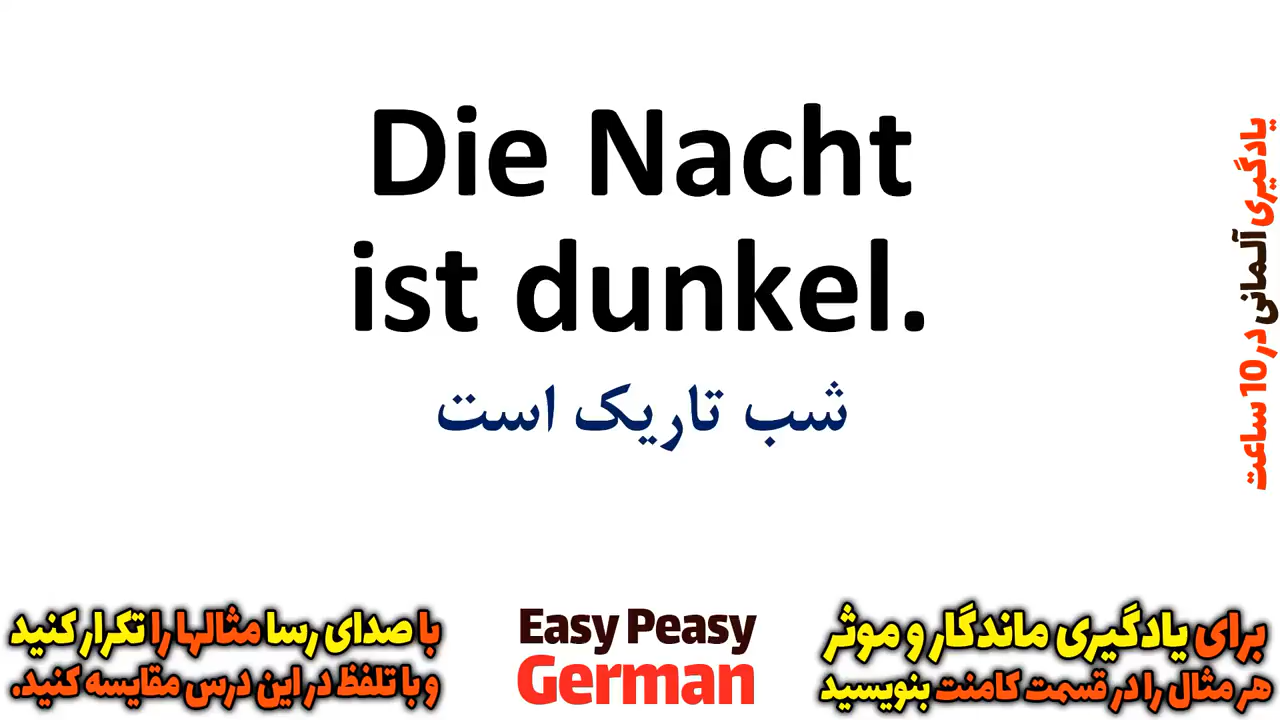 Die Nacht
ist dunkel.
شب تاریک است
یادگیری آلمانی در 10 ساعت
برای یادگیری ماندگار و موثر
هر مثال را در قسمت کامنت بنویسید
Easy Peasy
German
با صدای رسا مثالها را تکرار کنید
و با تلفظ در این درس مقایسه کنید.